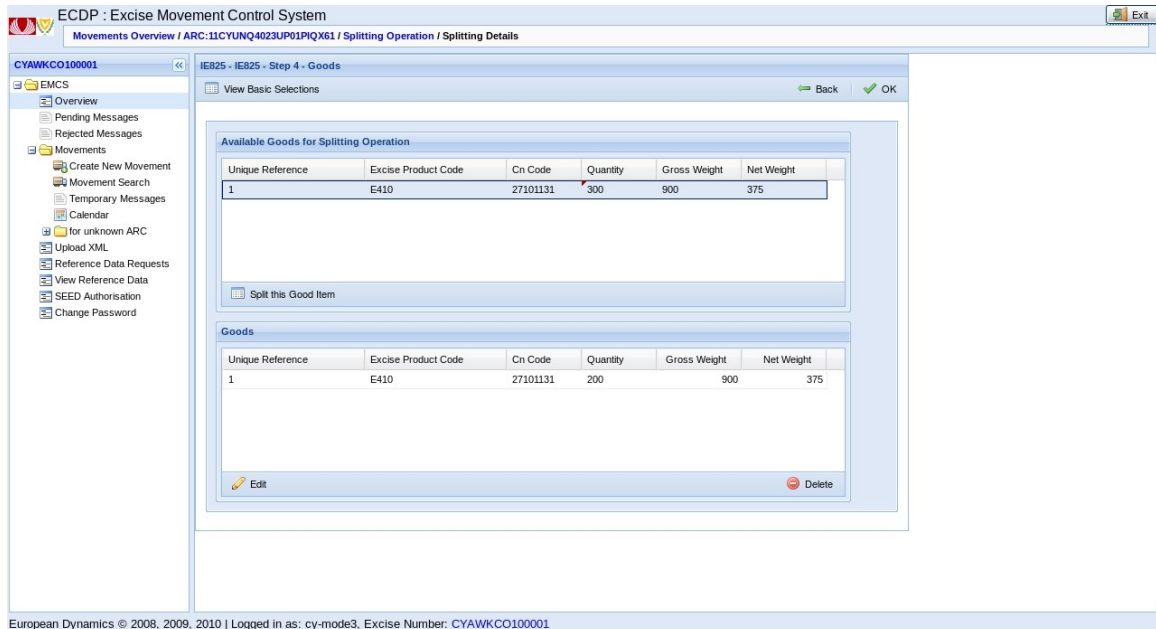 ECDP : Excise Movement Control System
Exit
Movements Overview / ARC:11CYUNQ4023UP01PIQX61 / Splitting Operation / Splitting Details
CYAWKCO100001
EMCS
Overview
Pending Messages
Rejected Messages
Movements
Create New Movement
Movement Search
Temporary Messages
Calendar
for unknown ARC
Upload XML
Reference Data Requests
View Reference Data
SEED Authorisation
Change Password
IE825 - IE825 - Step 4 - Goods
View Basic Selections Back OK
Available Goods for Splitting Operation
Unique Reference Excise Product Code Cn Code Quantity Gross Weight Net Weight
1 E410 27101131 300 900 375
Split this Good Item
Goods
Unique Reference Excise Product Code Cn Code Quantity Gross Weight Net Weight
1 E410 27101131 200 900 375
Edit Delete
European Dynamics © 2008, 2009, 2010 | Logged in as: cy-mode3, Excise Number: CYAWKCO100001